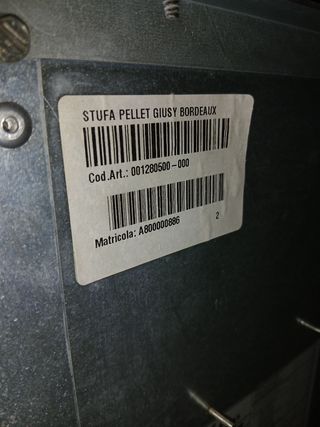 STUFA PELLET GIUSY BORDEAUX
Cod.Art.: 001280500-000
Matricola: A800000886 2